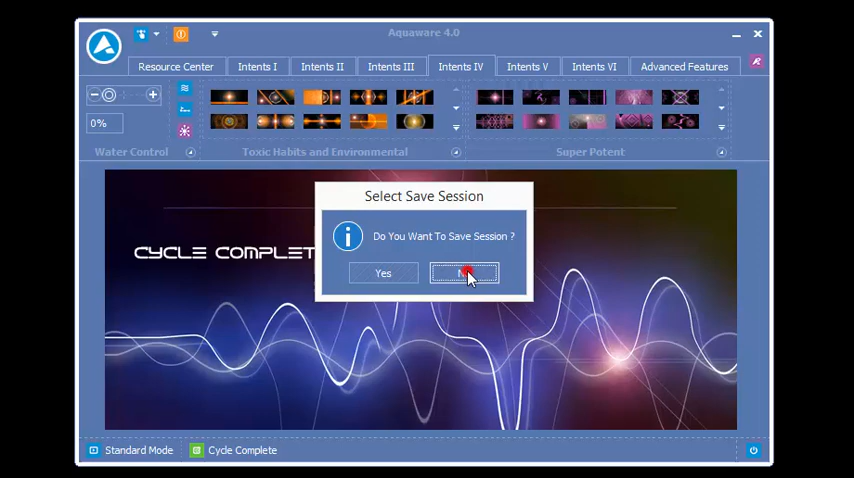 Aquaware 4.0
Resource Center
Intents I
Intents II
Intents III
Intents IV
Intents V
Intents VI
Advanced Features
0%
Water Control
Toxic Habits and Environmental
Super Potent
Select Save Session
Do You Want To Save Session ?
Yes
CYCLE COMPLET
Standard Mode
Cycle Complete